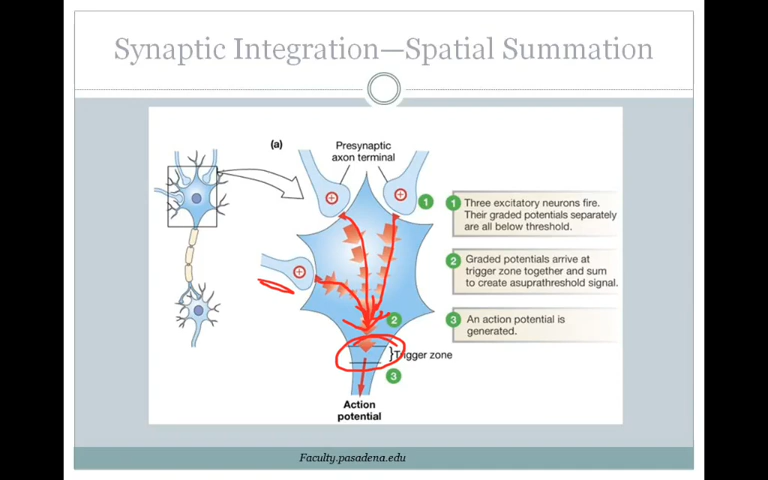 Synaptic Integration—Spatial Summation
(a)
Presynaptic
axon terminal
+
+
+
1
1
Three excitatory neurons fire.
Their graded potentials separately
are all below threshold.
2
Graded potentials arrive at
trigger zone together and sum
to create asuprathreshold signal.
2
3
An action potential is
generated.
}Trigger zone
3
Action
potential
Faculty.pasadena.edu